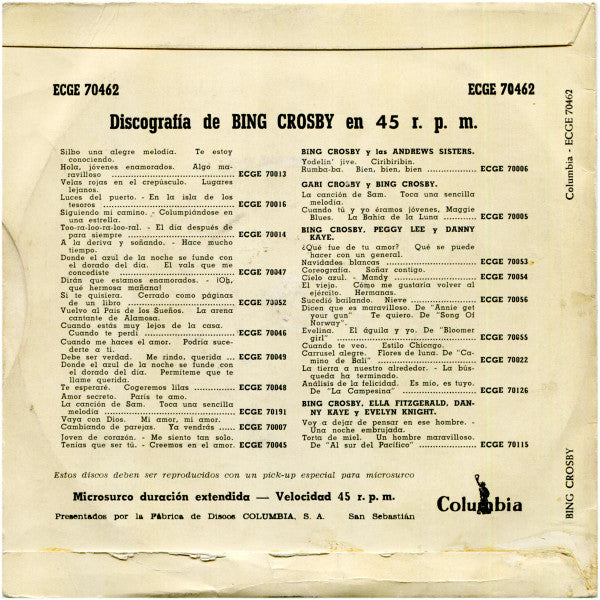 ECGE 70462
ECGE 70462
Discografía de BING CROSBY en 45 r. p. m.
Silbo una alegre melodía. Te estoy
conociendo.
Hola, jóvenes enamorados. Algo ma-
ravilloso ECGE 70013
Velas rojas en el crepúsculo. Lugares
lejanos.
Luces del puerto. - En la isla de los
tesoros ECGE 70016
Siguiendo mi camino. - Columpiándose en
una estrella.
Too-ra-loo-ra-loo-ral. - El día después de
para siempre ECGE 70014
A la deriva y soñando. - Hace mucho
tiempo.
Donde el azul de la noche se funde con
el dorado del día. El vals que me
concediste ECGE 70047
Dirán que estamos enamorados. - ¡Oh,
qué hermosa mañana!
Si te quisiera. Cerrado como páginas
de un libro ECGE 70052
Vuelvo al País de los Sueños. La arena
cantante de Alamosa.
Cuando estás muy lejos de la casa.
Cuando te perdí ECGE 70046
Cuando me haces el amor. Podría suce-
derte a ti.
Debe ser verdad. Me rindo, querida ... ECGE 70049
Donde el azul de la noche se funde con
el dorado del día. Permíteme que te
llame querida.
Te esperaré. Cogeremos lilas ECGE 70048
Amor secreto. París te amo.
La canción de Sam. Toca una sencilla
melodía ECGE 70191
Vaya con Dios. Mi amor, mi amor.
Cambiando de parejas. Ya vendrás ECGE 70007
Joven de corazón. - Me siento tan solo.
Tenías que ser tú. - Creemos en el amor. ECGE 70045
BING CROSBY y las ANDREWS SISTERS.
Yodelin' jive. Ciribiribin.
Rumba-ba. Bien, bien, bien ECGE 70006
GARI CROSBY y BING CROSBY.
La canción de Sam. Toca una sencilla
melodía.
Cuando tú y yo éramos jóvenes, Maggie
Blues. La Bahía de la Luna ECGE 70005
BING CROSBY, PEGGY LEE y DANNY
KAYE.
¿Qué fue de tu amor? Qué se puede
hacer con un general.
Navidades blancas ECGE 70053
Coreografía. Soñar contigo.
Cielo azul. - Mandy ECGE 70054
El viejo. Cómo me gustaría volver al
ejército. Hermanas.
Sucedió bailando. Nieve ECGE 70056
Dicen que es maravilloso. De "Annie get
your gun" Te quiero. De "Song Of
Norway".
Evelina. El águila y yo. De "Bloomer
girl" ECGE 70055
Cuando te veo. Estilo Chicago.
Carrusel alegre. Flores de luna. De "Ca-
mino de Bali" ECGE 70022
La tierra a nuestro alrededor. - La bús-
queda ha terminado.
Análisis de la felicidad. Es mío, es tuyo.
De "La Campesina" ECGE 70126
BING CROSBY, ELLA FITZGERALD, DAN-
NY KAYE y EVELYN KNIGHT.
Voy a dejar de pensar en ese hombre. -
Una noche embrujada.
Torta de miel. Un hombre maravilloso.
De "Al sur del Pacífico" ECGE 70115
Estos discos deben ser reproducidos con un pick-up especial para microsurco
Microsurco duración extendida — Velocidad 45 r. p. m.
Presentados por la Fábrica de Discos COLUMBIA, S. A. San Sebastián
Columbia
Columbia - ECGE 70462
BING CROSBY